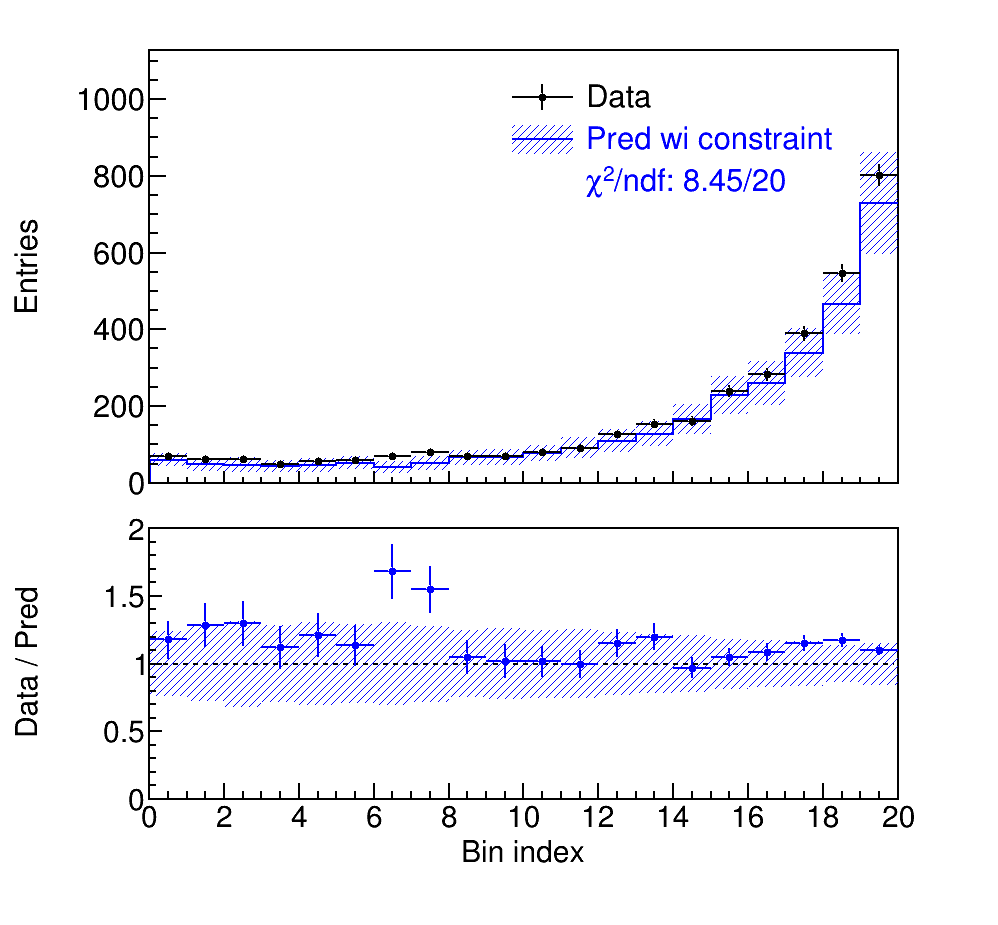 1000
800
600
400
200
0
Entries
Data
Pred wi constraint
χ²/ndf: 8.45/20
2
1.5
1
0.5
0
Data / Pred
0 2 4 6 8 10 12 14 16 18 20
Bin index